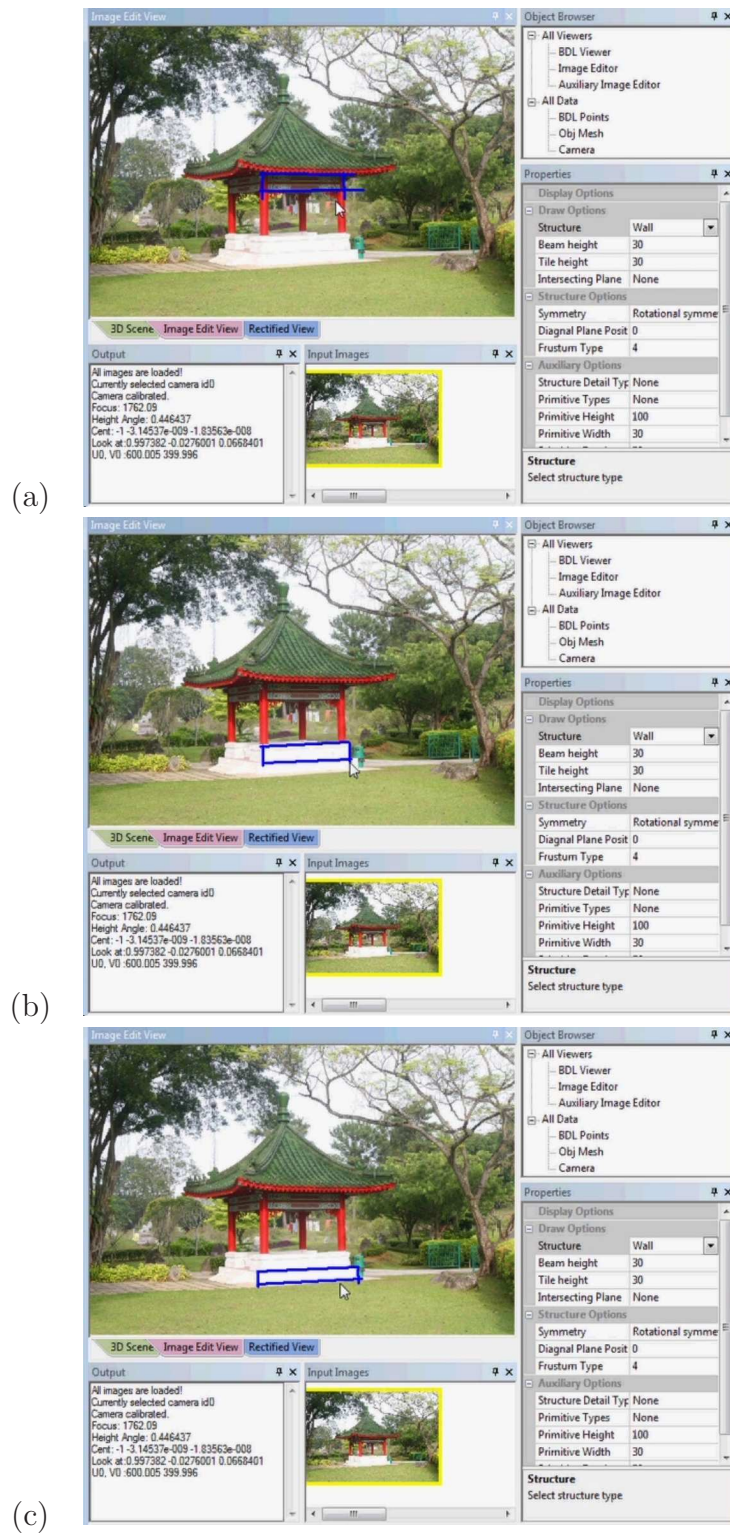 Image Edit View
Object Browser
All Viewers
BDL Viewer
Image Editor
Auxiliary Image Editor
All Data
BDL Points
Obj Mesh
Camera
Properties
Display Options
Draw Options
Structure Wall
Beam height 30
Tile height 30
Intersecting Plane None
Structure Options
Symmetry Rotational symme
Diagnal Plane Posit 0
Frustum Type 4
Auxiliary Options
Structure Detail Typ None
Primitive Types None
Primitive Height 100
Primitive Width 30
Structure
Select structure type
3D Scene Image Edit View Rectified View
Output
All images are loaded!
Currently selected camera id0
Camera calibrated.
Focus: 1762.09
Height Angle: 0.446437
Cent: -1 -3.14537e-009 -1.83563e-008
Look at:0.997382 -0.0276001 0.0668401
U0, V0 :600.005 399.996
Input Images
(a)
Image Edit View
Object Browser
All Viewers
BDL Viewer
Image Editor
Auxiliary Image Editor
All Data
BDL Points
Obj Mesh
Camera
Properties
Display Options
Draw Options
Structure Wall
Beam height 30
Tile height 30
Intersecting Plane None
Structure Options
Symmetry Rotational symme
Diagnal Plane Posit 0
Frustum Type 4
Auxiliary Options
Structure Detail Typ None
Primitive Types None
Primitive Height 100
Primitive Width 30
Structure
Select structure type
3D Scene Image Edit View Rectified View
Output
All images are loaded!
Currently selected camera id0
Camera calibrated.
Focus: 1762.09
Height Angle: 0.446437
Cent: -1 -3.14537e-009 -1.83563e-008
Look at:0.997382 -0.0276001 0.0668401
U0, V0 :600.005 399.996
Input Images
(b)
Image Edit View
Object Browser
All Viewers
BDL Viewer
Image Editor
Auxiliary Image Editor
All Data
BDL Points
Obj Mesh
Camera
Properties
Display Options
Draw Options
Structure Wall
Beam height 30
Tile height 30
Intersecting Plane None
Structure Options
Symmetry Rotational symme
Diagnal Plane Posit 0
Frustum Type 4
Auxiliary Options
Structure Detail Typ None
Primitive Types None
Primitive Height 100
Primitive Width 30
Structure
Select structure type
3D Scene Image Edit View Rectified View
Output
All images are loaded!
Currently selected camera id0
Camera calibrated.
Focus: 1762.09
Height Angle: 0.446437
Cent: -1 -3.14537e-009 -1.83563e-008
Look at:0.997382 -0.0276001 0.0668401
U0, V0 :600.005 399.996
Input Images
(c)